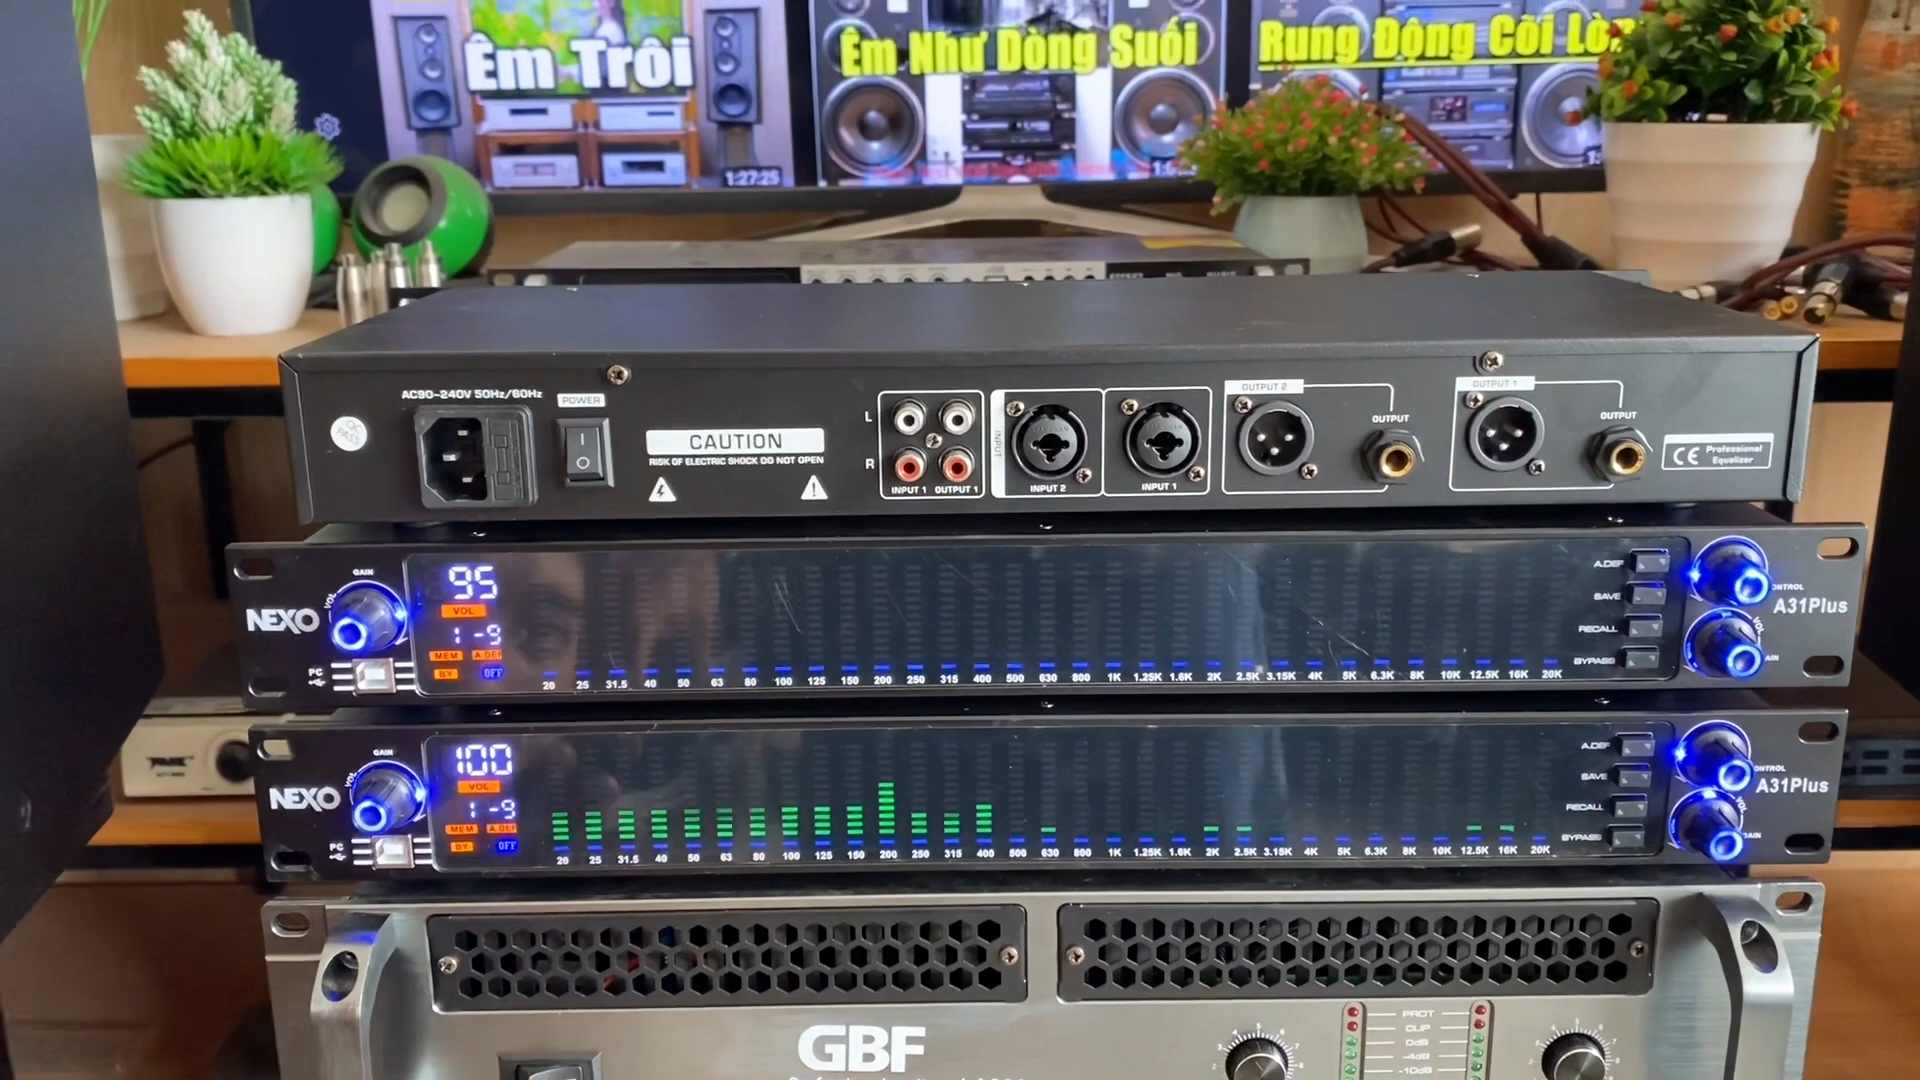 Êm Trôi
1:27:25
Êm Như Dòng Suối
Rung Động Cõi
AC90~240V 50Hz/60Hz
POWER
QC
PASS
CAUTION
RISK OF ELECTRIC SHOCK DO NOT OPEN
L
R
INPUT 1 OUTPUT 1
INPUT
INPUT 2
INPUT 1
OUTPUT 2
OUTPUT
OUTPUT 1
OUTPUT
CE Professional
Equalizer
NEXO
GAIN
VOL
PC
95
VOL
1-9
MEM A.DEF
BY OFF
20 25 31.5 40 50 63 80 100 125 150 200 250 315 400 500 630 800 1K 1.25K 1.6K 2K 2.5K 3.15K 4K 5K 6.3K 8K 10K 12.5K 16K 20K
A.DEF
SAVE
RECALL
BYPASS
VOL
A31Plus
NEXO
GAIN
VOL
PC
100
VOL
1-9
MEM A.DEF
BY OFF
20 25 31.5 40 50 63 80 100 125 150 200 250 315 400 500 630 800 1K 1.25K 1.6K 2K 2.5K 3.15K 4K 5K 6.3K 8K 10K 12.5K 16K 20K
A.DEF
SAVE
RECALL
BYPASS
VOL
A31Plus
GBF
PROT
CLIP
0dB
-4dB
-10dB